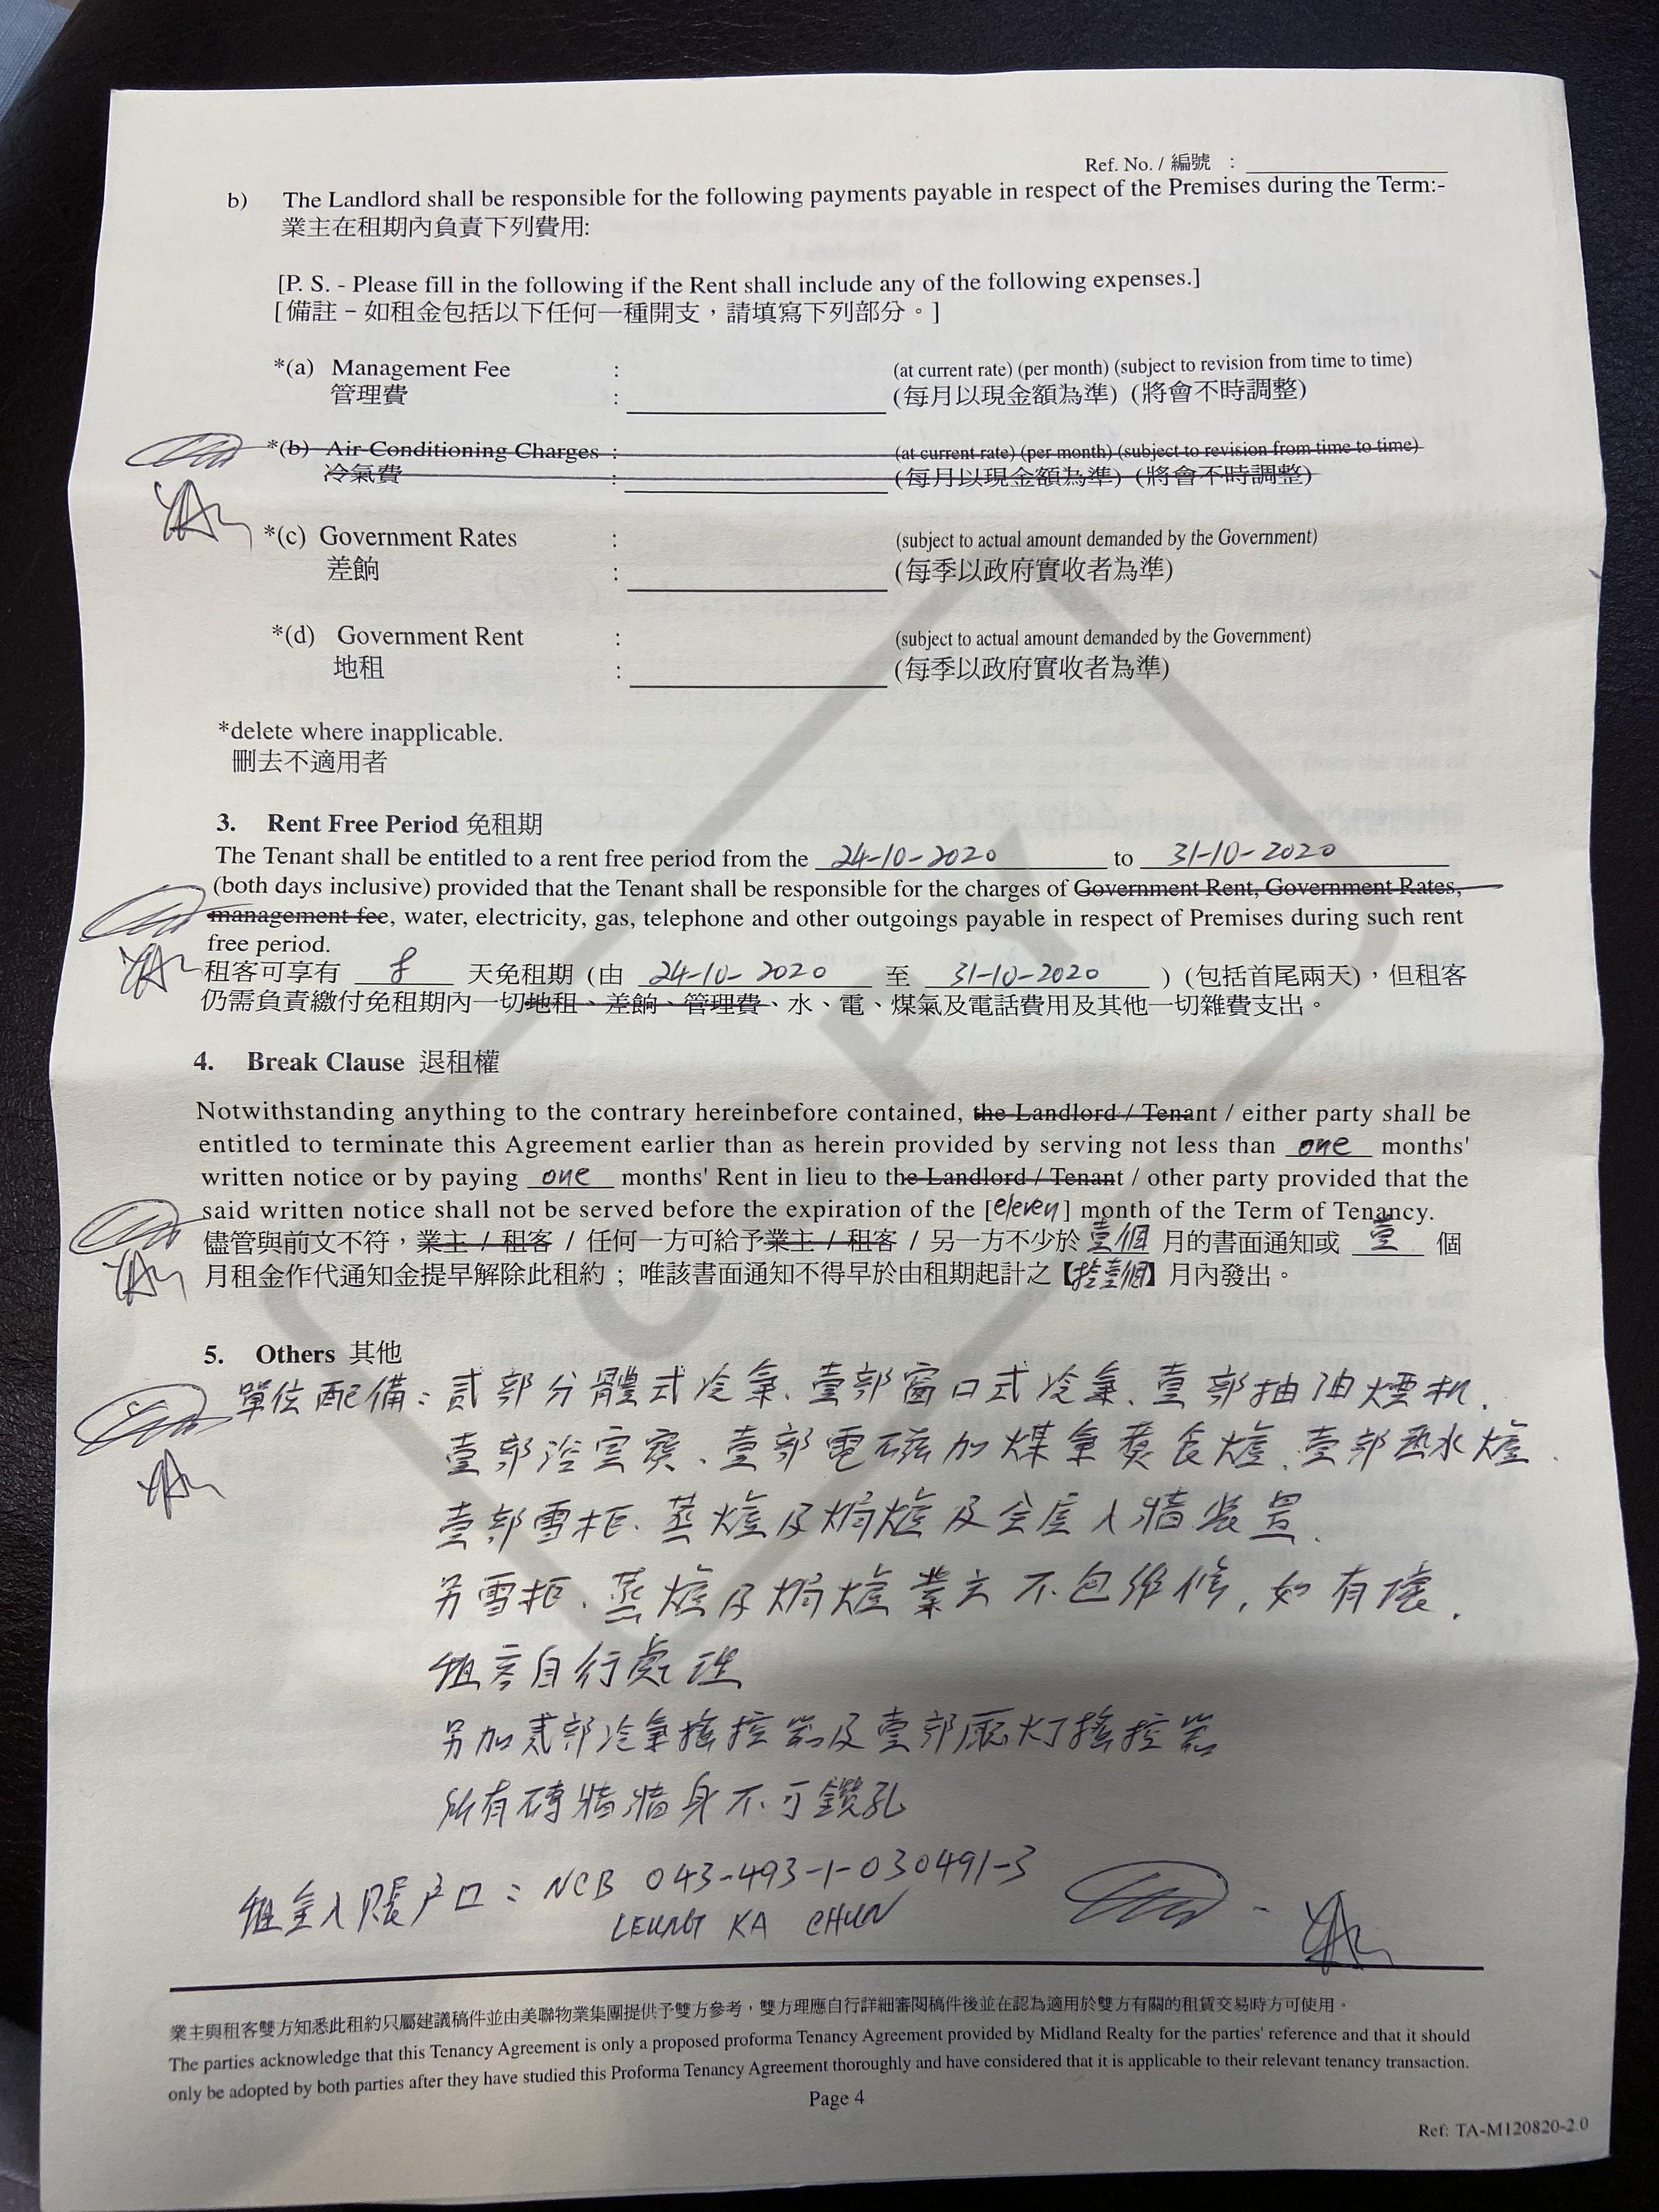 Ref. No. / 編號 :
b) The Landlord shall be responsible for the following payments payable in respect of the Premises during the Term:-
業主在租期內負責下列費用:
[P. S. - Please fill in the following if the Rent shall include any of the following expenses.]
[備註 – 如租金包括以下任何一種開支，請填寫下列部分。]
*(a) Management Fee : (at current rate) (per month) (subject to revision from time to time)
管理費 : (每月以現金額為準) (將會不時調整)
*(b) Air-Conditioning Charges : (at current rate) (per month) (subject to revision from time to time)
冷氣費 : (每月以現金額為準) (將會不時調整)
*(c) Government Rates : (subject to actual amount demanded by the Government)
差餉 : (每季以政府實收者為準)
*(d) Government Rent : (subject to actual amount demanded by the Government)
地租 : (每季以政府實收者為準)
*delete where inapplicable.
刪去不適用者
3. Rent Free Period 免租期
The Tenant shall be entitled to a rent free period from the 24-10-2020 to 31-10-2020
(both days inclusive) provided that the Tenant shall be responsible for the charges of Government Rent, Government Rates,
management fee, water, electricity, gas, telephone and other outgoings payable in respect of Premises during such rent
free period.
租客可享有 8 天免租期 (由 24-10-2020 至 31-10-2020 ) (包括首尾兩天)，但租客
仍需負責繳付免租期內一切地租、差餉、管理費、水、電、煤氣及電話費用及其他一切雜費支出。
4. Break Clause 退租權
Notwithstanding anything to the contrary hereinbefore contained, the Landlord / Tenant / either party shall be
entitled to terminate this Agreement earlier than as herein provided by serving not less than one months'
written notice or by paying one months' Rent in lieu to the Landlord / Tenant / other party provided that the
said written notice shall not be served before the expiration of the [eleven] month of the Term of Tenancy.
儘管與前文不符，業主 / 租客 / 任何一方可給予業主 / 租客 / 另一方不少於壹個 月的書面通知或 壹 個
月租金作代通知金提早解除此租約；唯該書面通知不得早於由租期起計之【拾壹個】月內發出。
5. Others 其他
單位配備：貳部分體式冷氣、壹部窗口式冷氣、壹部抽油煙机、
壹部浴室寶、壹部電磁加煤氣煑食爐、壹部熱水爐、
壹部雪柜、蒸爐及焗爐及全屋入牆裝置、
另雪柜、蒸爐及焗爐業主不包維修，如有壞，
租客自行處理
另加貳部冷氣搖控器及壹部廳灯搖控器
所有磚牆牆身不可鑽孔
租金入賬户口：NCB 043-493-1-030491-3
LEUNG KA CHUN
業主與租客雙方知悉此租約只屬建議稿件並由美聯物業集團提供予雙方參考，雙方理應自行詳細審閱稿件後並在認為適用於雙方有關的租賃交易時方可使用。
The parties acknowledge that this Tenancy Agreement is only a proposed proforma Tenancy Agreement provided by Midland Realty for the parties' reference and that it should
only be adopted by both parties after they have studied this Proforma Tenancy Agreement thoroughly and have considered that it is applicable to their relevant tenancy transaction.
Page 4
Ref: TA-M120820-2.0
COPY